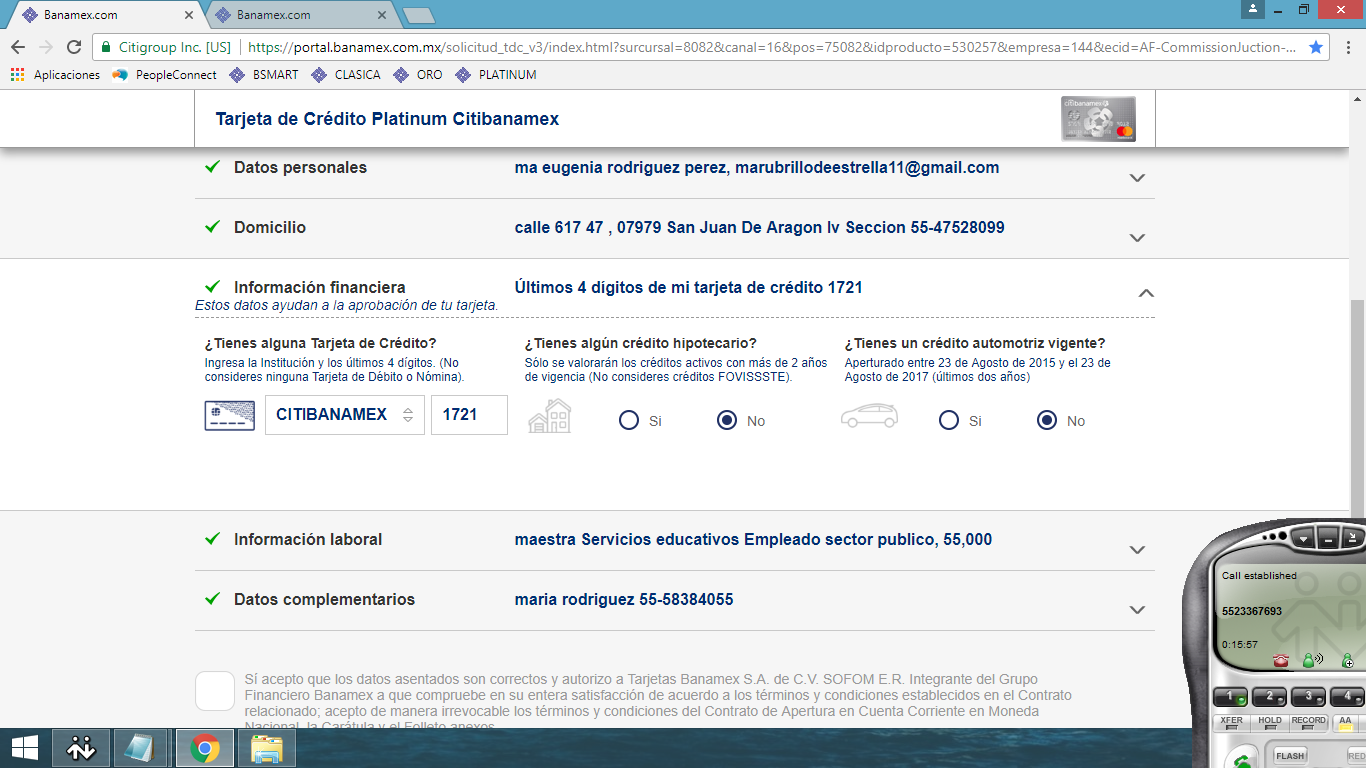 Banamex.com
Banamex.com
Citigroup Inc. [US]
https://portal.banamex.com.mx/solicitud_tdc_v3/index.html?surcursal=8082&canal=16&pos=75082&idproducto=530257&empresa=144&ecid=AF-CommissionJuction-...
Aplicaciones PeopleConnect BSMART CLASICA ORO PLATINUM
Tarjeta de Crédito Platinum Citibanamex
citibanamex
Datos personales ma eugenia rodriguez perez, marubrillodeestrella11@gmail.com
Domicilio calle 617 47 , 07979 San Juan De Aragon Iv Seccion 55-47528099
Información financiera Últimos 4 dígitos de mi tarjeta de crédito 1721
Estos datos ayudan a la aprobación de tu tarjeta.
¿Tienes alguna Tarjeta de Crédito?
Ingresa la Institución y los últimos 4 dígitos. (No
consideres ninguna Tarjeta de Débito o Nómina).
CITIBANAMEX 1721
¿Tienes algún crédito hipotecario?
Sólo se valorarán los créditos activos con más de 2 años
de vigencia (No consideres créditos FOVISSSTE).
Si No
¿Tienes un crédito automotriz vigente?
Aperturado entre 23 de Agosto de 2015 y el 23 de
Agosto de 2017 (últimos dos años)
Si No
Información laboral maestra Servicios educativos Empleado sector publico, 55,000
Datos complementarios maria rodriguez 55-58384055
Sí acepto que los datos asentados son correctos y autorizo a Tarjetas Banamex S.A. de C.V. SOFOM E.R. Integrante del Grupo
Financiero Banamex a que compruebe en su entera satisfacción de acuerdo a los términos y condiciones establecidos en el Contrato
relacionado; acepto de manera irrevocable los términos y condiciones del Contrato de Apertura en Cuenta Corriente en Moneda
Nacional, la Carátula y el Folleto anexos.
Call established
5523367693
0:15:57
1 2 3 4
XFER HOLD RECORD AA
FLASH RED